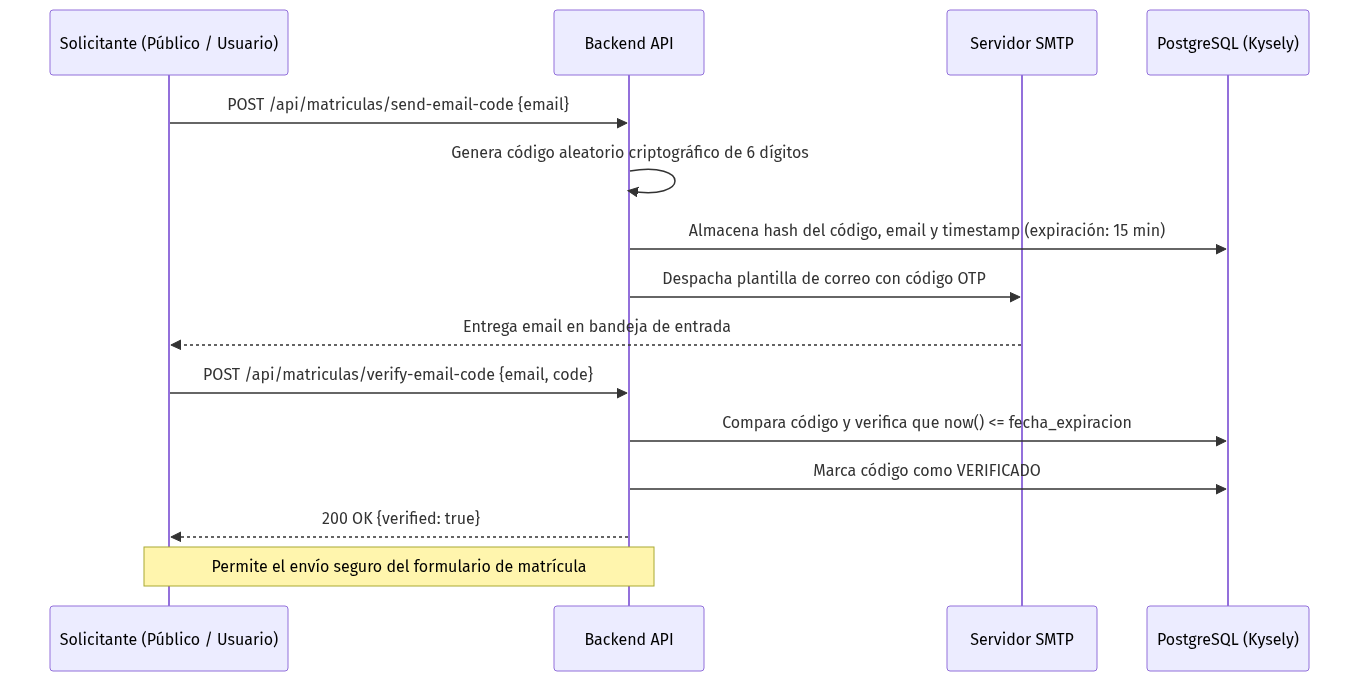 Solicitante (Público / Usuario)
Backend API
Servidor SMTP
PostgreSQL (Kysely)
POST /api/matriculas/send-email-code {email}
Genera código aleatorio criptográfico de 6 dígitos
Almacena hash del código, email y timestamp (expiración: 15 min)
Despacha plantilla de correo con código OTP
Entrega email en bandeja de entrada
POST /api/matriculas/verify-email-code {email, code}
Compara código y verifica que now() <= fecha_expiracion
Marca código como VERIFICADO
200 OK {verified: true}
Permite el envío seguro del formulario de matrícula
Solicitante (Público / Usuario)
Backend API
Servidor SMTP
PostgreSQL (Kysely)